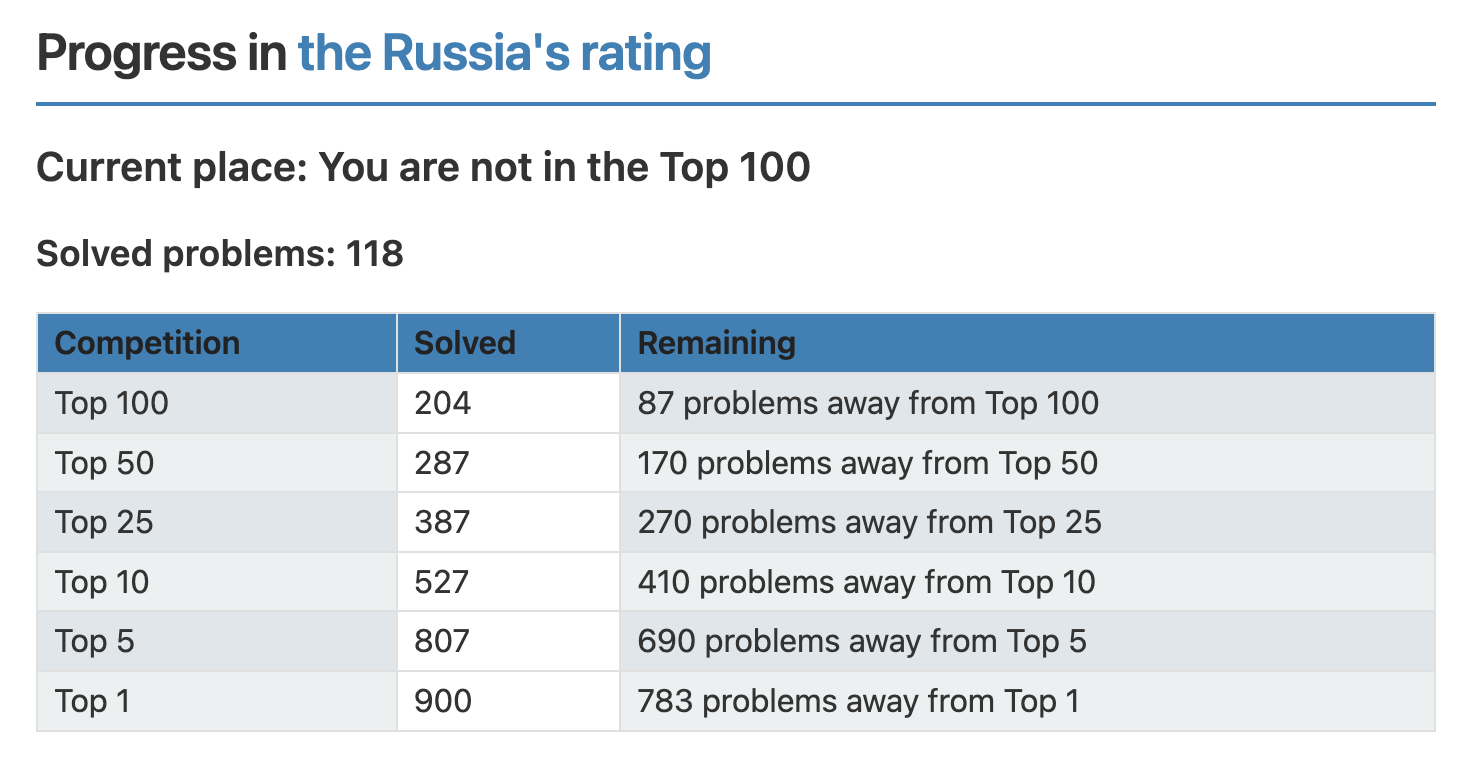 Progress in the Russia's rating
Current place: You are not in the Top 100
Solved problems: 118
Competition Solved Remaining
Top 100 204 87 problems away from Top 100
Top 50 287 170 problems away from Top 50
Top 25 387 270 problems away from Top 25
Top 10 527 410 problems away from Top 10
Top 5 807 690 problems away from Top 5
Top 1 900 783 problems away from Top 1